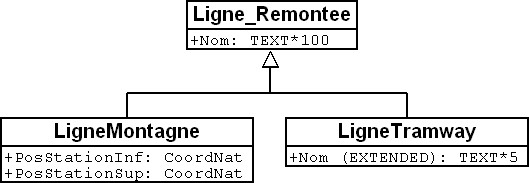 Ligne_Remontee
+Nom: TEXT*100
LigneMontagne
+PosStationInf: CoordNat
+PosStationSup: CoordNat
LigneTramway
+Nom (EXTENDED): TEXT*5